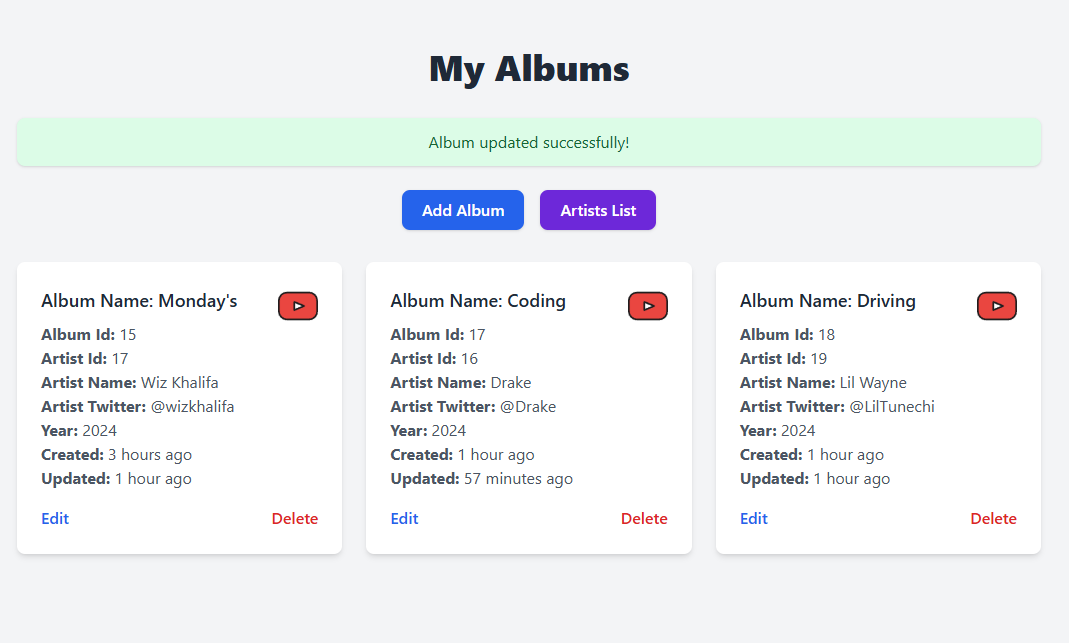 My Albums
Album updated successfully!
Add Album
Artists List
Album Name: Monday's
Album Id: 15
Artist Id: 17
Artist Name: Wiz Khalifa
Artist Twitter: @wizkhalifa
Year: 2024
Created: 3 hours ago
Updated: 1 hour ago
Edit
Delete
Album Name: Coding
Album Id: 17
Artist Id: 16
Artist Name: Drake
Artist Twitter: @Drake
Year: 2024
Created: 1 hour ago
Updated: 57 minutes ago
Edit
Delete
Album Name: Driving
Album Id: 18
Artist Id: 19
Artist Name: Lil Wayne
Artist Twitter: @LilTunechi
Year: 2024
Created: 1 hour ago
Updated: 1 hour ago
Edit
Delete